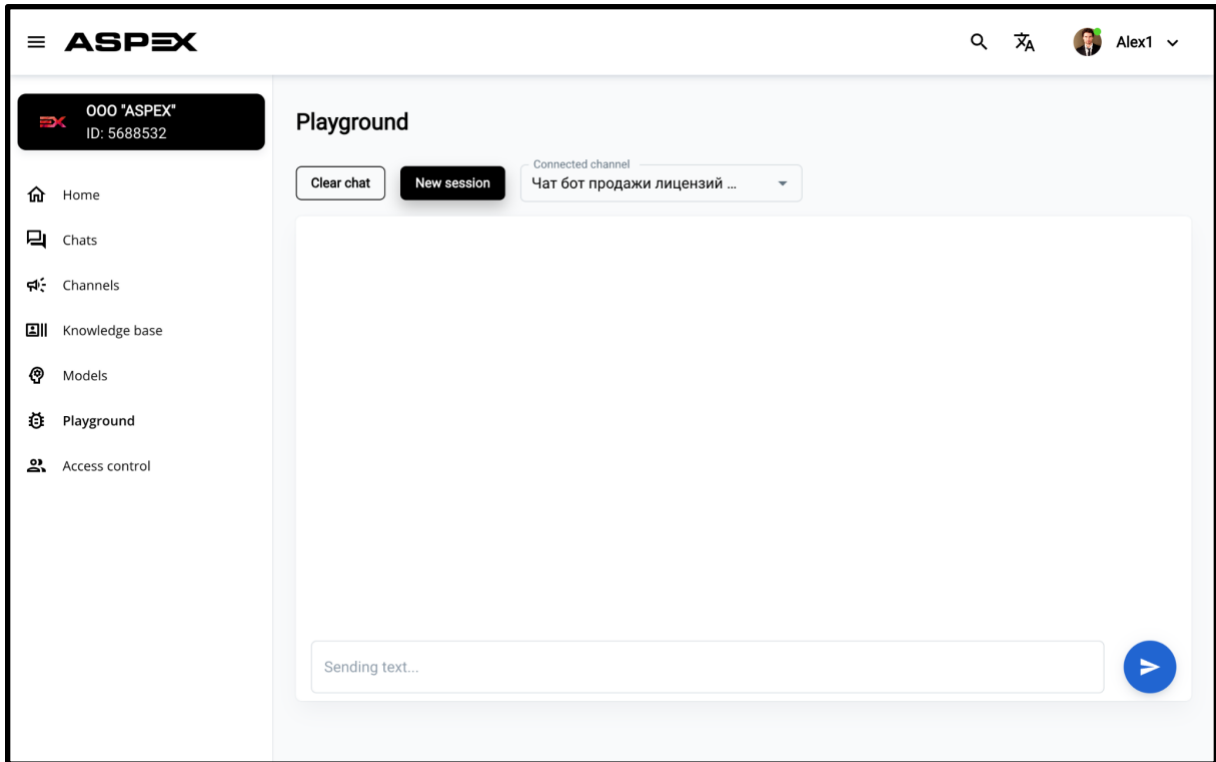 ASPEX
Alex1
ООО "ASPEX"
ID: 5688532
Home
Chats
Channels
Knowledge base
Models
Playground
Access control
Playground
Clear chat
New session
Connected channel
Чат бот продажи лицензий ...
Sending text...